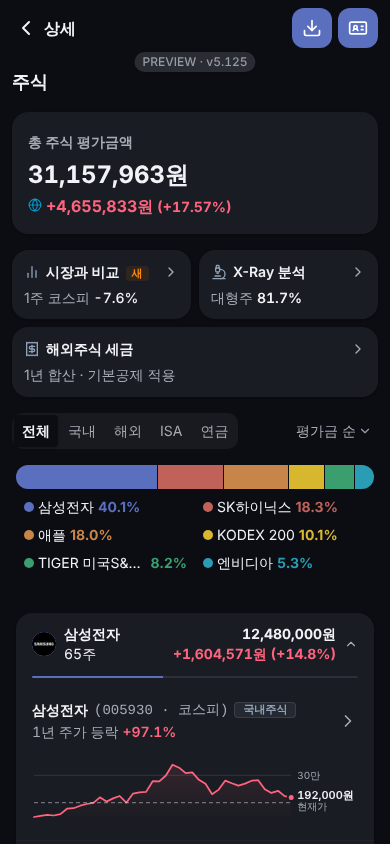 상세
PREVIEW · v5.125
주식
총 주식 평가금액
31,157,963원
+4,655,833원 (+17.57%)
시장과 비교 새
1주 코스피 -7.6%
X-Ray 분석
대형주 81.7%
해외주식 세금
1년 합산 · 기본공제 적용
전체 국내 해외 ISA 연금 평가금 순
삼성전자 40.1% SK하이닉스 18.3%
애플 18.0% KODEX 200 10.1%
TIGER 미국S&... 8.2% 엔비디아 5.3%
SAMSUNG
삼성전자 12,480,000원
65주 +1,604,571원 (+14.8%)
삼성전자 (005930 · 코스피) 국내주식
1년 주가 등락 +97.1%
30만
192,000원
현재가